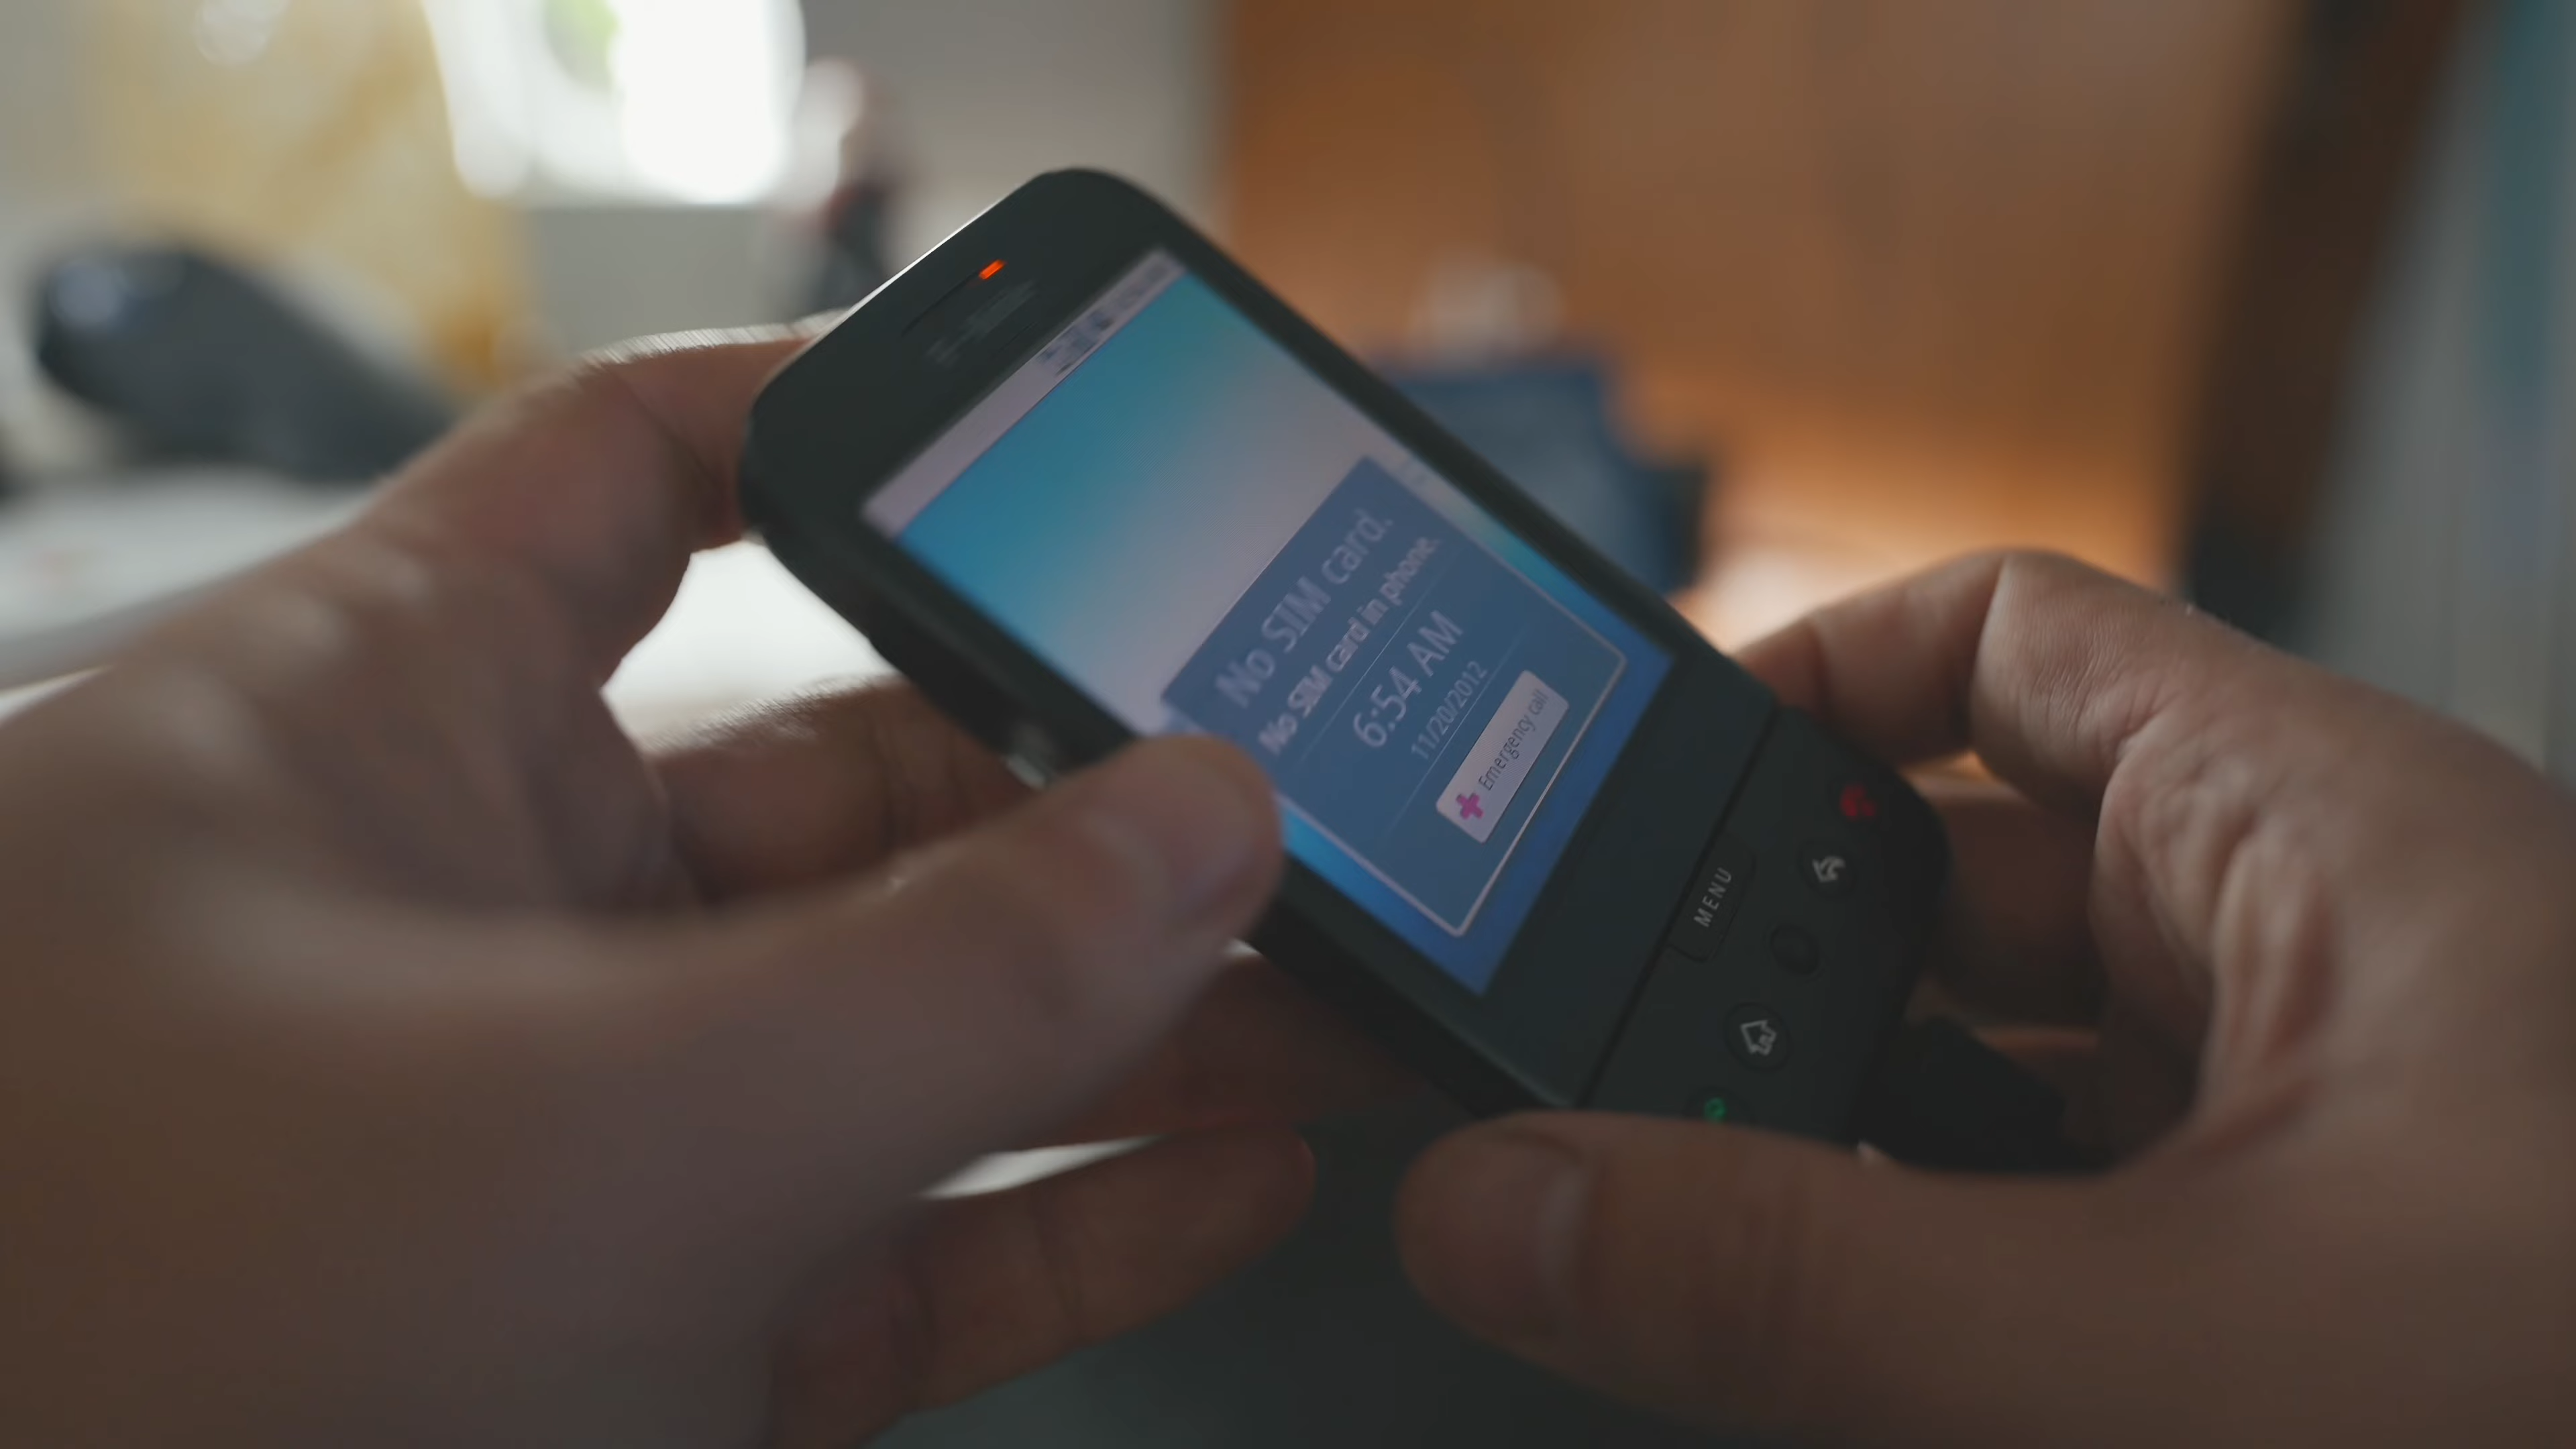 No SIM card.
No SIM card in phone.
6:54 AM
11/20/2012
Emergency call
MENU